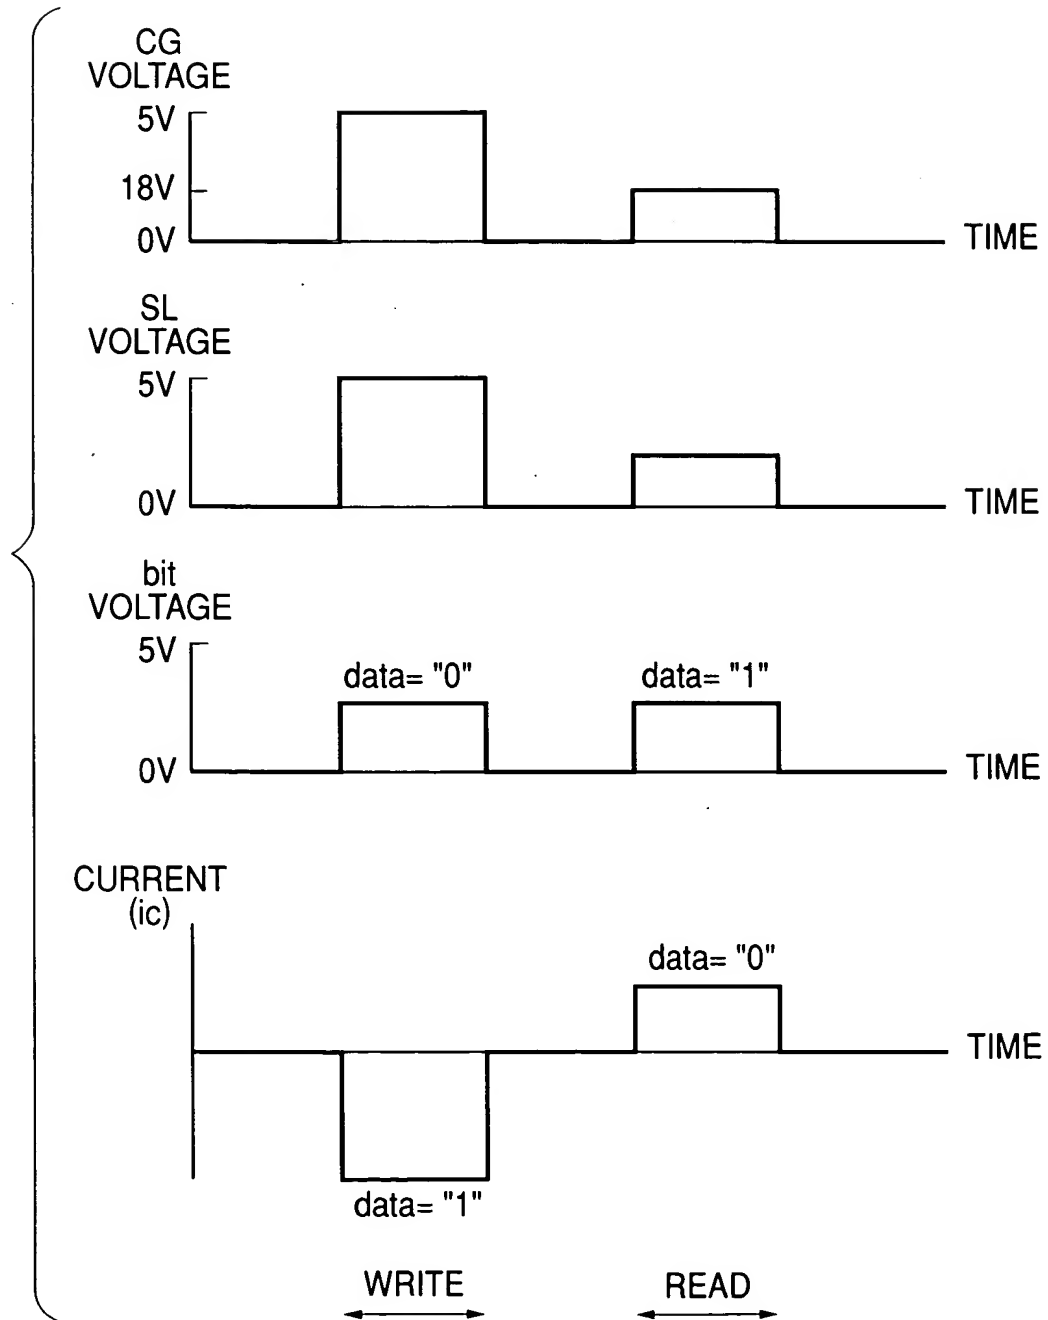 CG
VOLTAGE
5V
18V
0V
TIME
SL
VOLTAGE
5V
0V
TIME
bit
VOLTAGE
5V
data= "0"
data= "1"
0V
TIME
CURRENT
(ic)
data= "0"
TIME
data= "1"
WRITE
READ